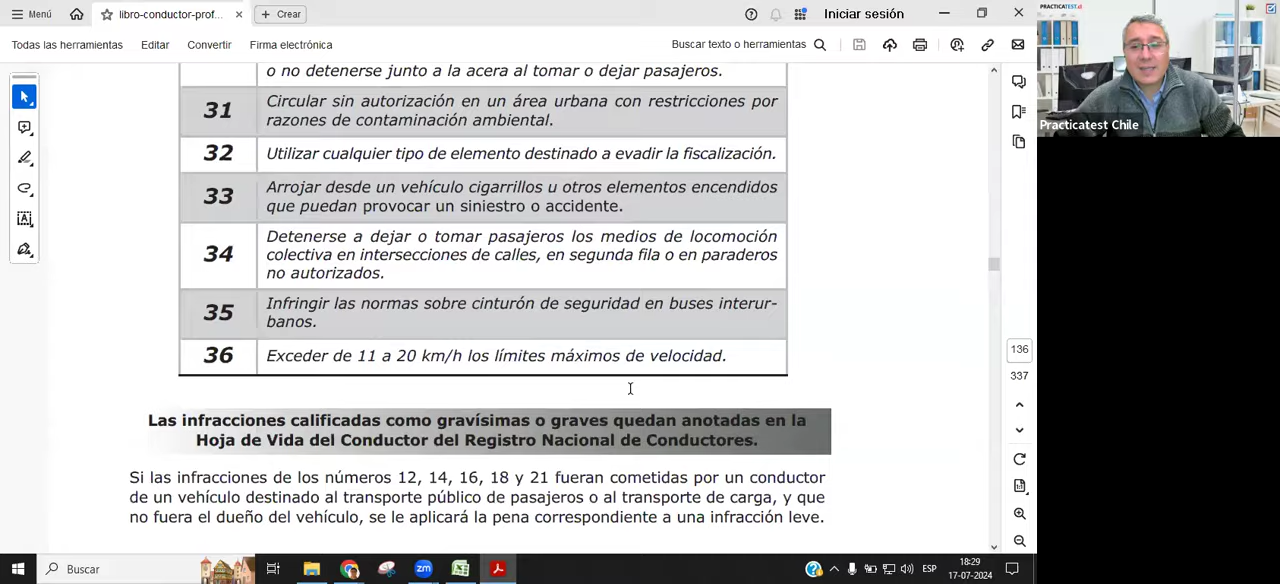 Menú
libro-conductor-prof...
Crear
Iniciar sesión
Todas las herramientas
Editar
Convertir
Firma electrónica
Buscar texto o herramientas
o no detenerse junto a la acera al tomar o dejar pasajeros.
31
Circular sin autorización en un área urbana con restricciones por
razones de contaminación ambiental.
32
Utilizar cualquier tipo de elemento destinado a evadir la fiscalización.
33
Arrojar desde un vehículo cigarrillos u otros elementos encendidos
que puedan provocar un siniestro o accidente.
34
Detenerse a dejar o tomar pasajeros los medios de locomoción
colectiva en intersecciones de calles, en segunda fila o en paraderos
no autorizados.
35
Infringir las normas sobre cinturón de seguridad en buses interur-
banos.
36
Exceder de 11 a 20 km/h los límites máximos de velocidad.
Las infracciones calificadas como gravísimas o graves quedan anotadas en la
Hoja de Vida del Conductor del Registro Nacional de Conductores.
Si las infracciones de los números 12, 14, 16, 18 y 21 fueran cometidas por un conductor
de un vehículo destinado al transporte público de pasajeros o al transporte de carga, y que
no fuera el dueño del vehículo, se le aplicará la pena correspondiente a una infracción leve.
136
337
PRACTICATEST.cl
Practicatest Chile
Buscar
zm
ESP
18:29
17-07-2024